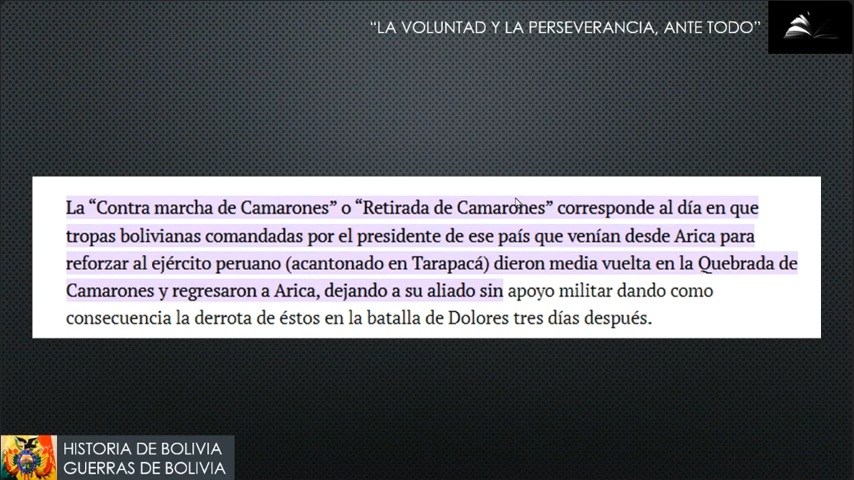 “LA VOLUNTAD Y LA PERSEVERANCIA, ANTE TODO”
La “Contra marcha de Camarones” o “Retirada de Camarones” corresponde al día en que
tropas bolivianas comandadas por el presidente de ese país que venían desde Arica para
reforzar al ejército peruano (acantonado en Tarapacá) dieron media vuelta en la Quebrada de
Camarones y regresaron a Arica, dejando a su aliado sin apoyo militar dando como
consecuencia la derrota de éstos en la batalla de Dolores tres días después.
HISTORIA DE BOLIVIA
GUERRAS DE BOLIVIA